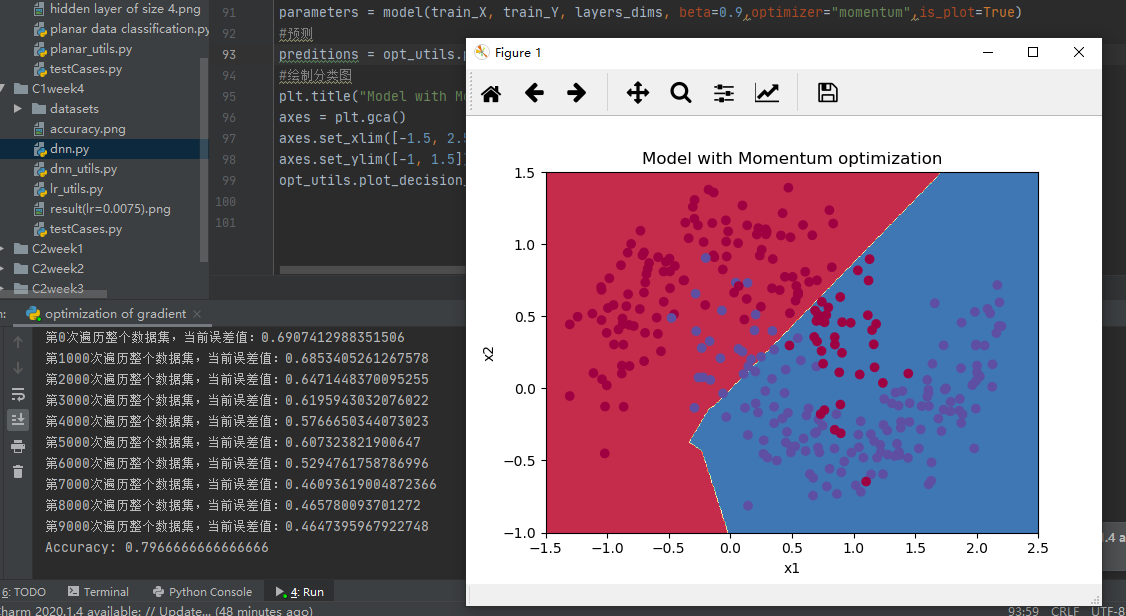 hidden layer of size 4.png
planar data classification.py
planar_utils.py
testCases.py
C1week4
datasets
accuracy.png
dnn.py
dnn_utils.py
lr_utils.py
result(lr=0.0075).png
testCases.py
C2week1
C2week2
C2week3
91 parameters = model(train_X, train_Y, layers_dims, beta=0.9,optimizer="momentum",is_plot=True)
92 #预测
93 preditions = opt_utils.
94 #绘制分类图
95 plt.title("Model with M
96 axes = plt.gca()
97 axes.set_xlim([-1.5, 2.5
98 axes.set_ylim([-1, 1.5]
99 opt_utils.plot_decision_
100
101
Figure 1
Model with Momentum optimization
1.5
1.0
0.5
0.0
−0.5
−1.0
x2
−1.5 −1.0 −0.5 0.0 0.5 1.0 1.5 2.0 2.5
x1
n: optimization of gradient
第0次遍历整个数据集，当前误差值：0.6907412988351506
第1000次遍历整个数据集，当前误差值：0.6853405261267578
第2000次遍历整个数据集，当前误差值：0.6471448370095255
第3000次遍历整个数据集，当前误差值：0.6195943032076022
第4000次遍历整个数据集，当前误差值：0.5766650344073023
第5000次遍历整个数据集，当前误差值：0.607323821900647
第6000次遍历整个数据集，当前误差值：0.5294761758786996
第7000次遍历整个数据集，当前误差值：0.46093619004872366
第8000次遍历整个数据集，当前误差值：0.465780093701272
第9000次遍历整个数据集，当前误差值：0.4647395967922748
Accuracy: 0.7966666666666666
1.4 a
6: TODO Terminal Python Console 4: Run
Charm 2020.1.4 available: // Update... (48 minutes ago) 93:59 CRLF UTF-8